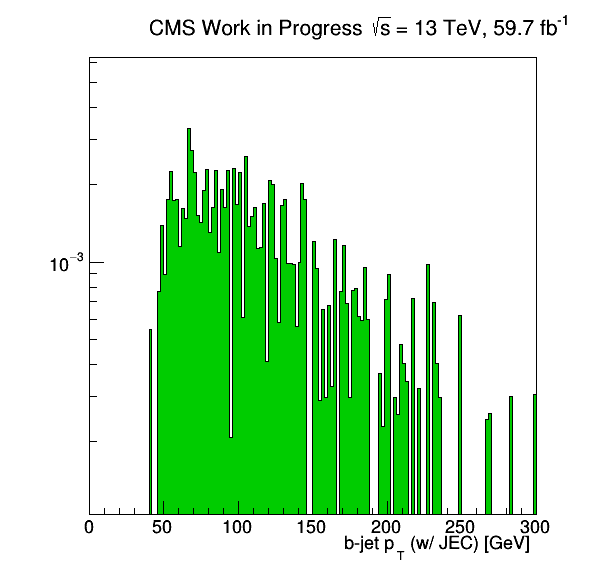 CMS Work in Progress √s = 13 TeV, 59.7 fb⁻¹
10⁻³
0 50 100 150 200 250 300
b-jet p_T (w/ JEC) [GeV]